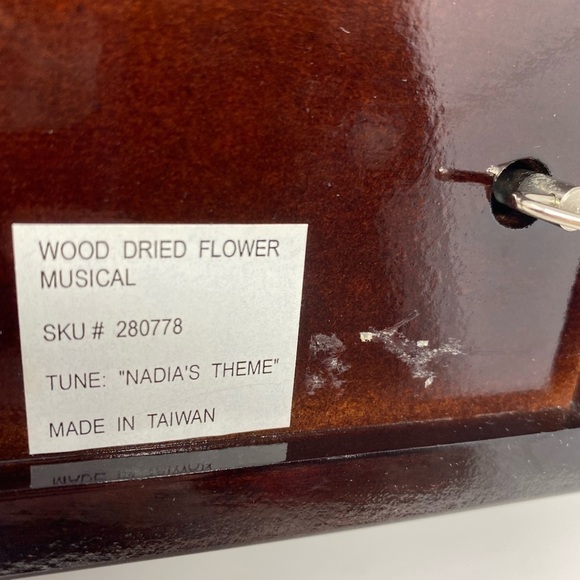 WOOD DRIED FLOWER
MUSICAL
SKU # 280778
TUNE: "NADIA'S THEME"
MADE IN TAIWAN